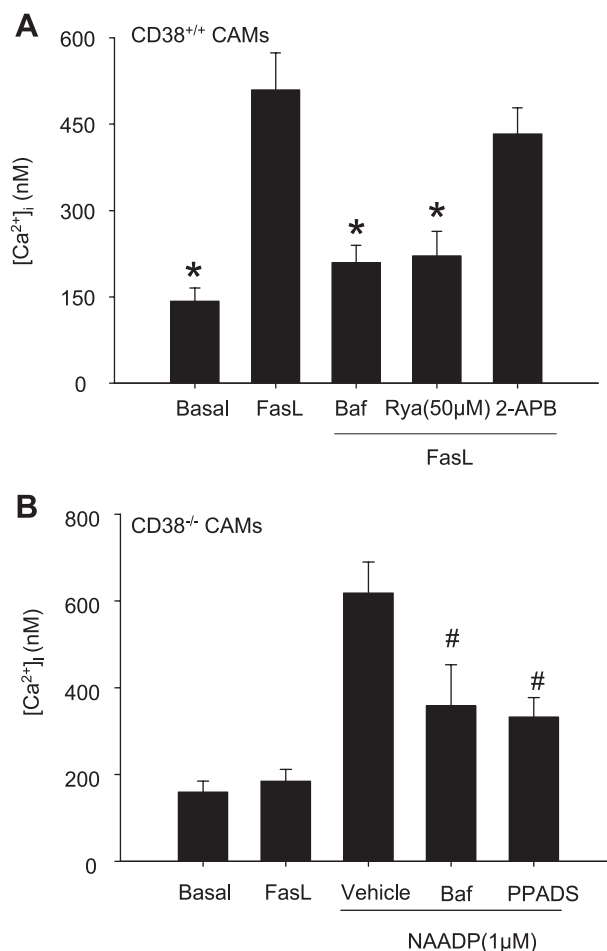 A
CD38+/+ CAMs
600
450
300
150
0
[Ca2+]i (nM)
*
*
*
Basal FasL Baf Rya(50µM) 2-APB
FasL
B
CD38-/- CAMs
800
600
400
200
0
[Ca2+]l (nM)
#
#
Basal FasL Vehicle Baf PPADS
NAADP(1µM)